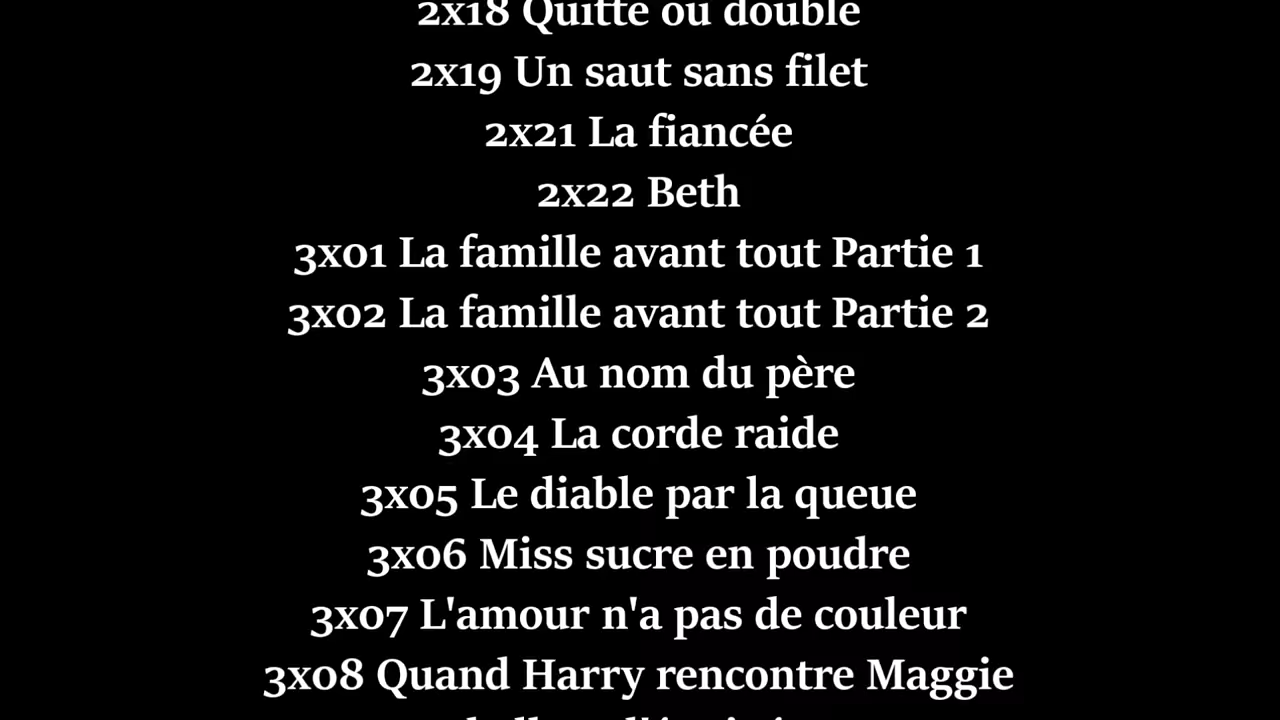 2x18 Quitte ou double
2x19 Un saut sans filet
2x21 La fiancée
2x22 Beth
3x01 La famille avant tout Partie 1
3x02 La famille avant tout Partie 2
3x03 Au nom du père
3x04 La corde raide
3x05 Le diable par la queue
3x06 Miss sucre en poudre
3x07 L'amour n'a pas de couleur
3x08 Quand Harry rencontre Maggie